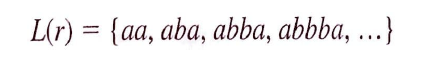 L(r) = {aa, aba, abba, abbba, ...}